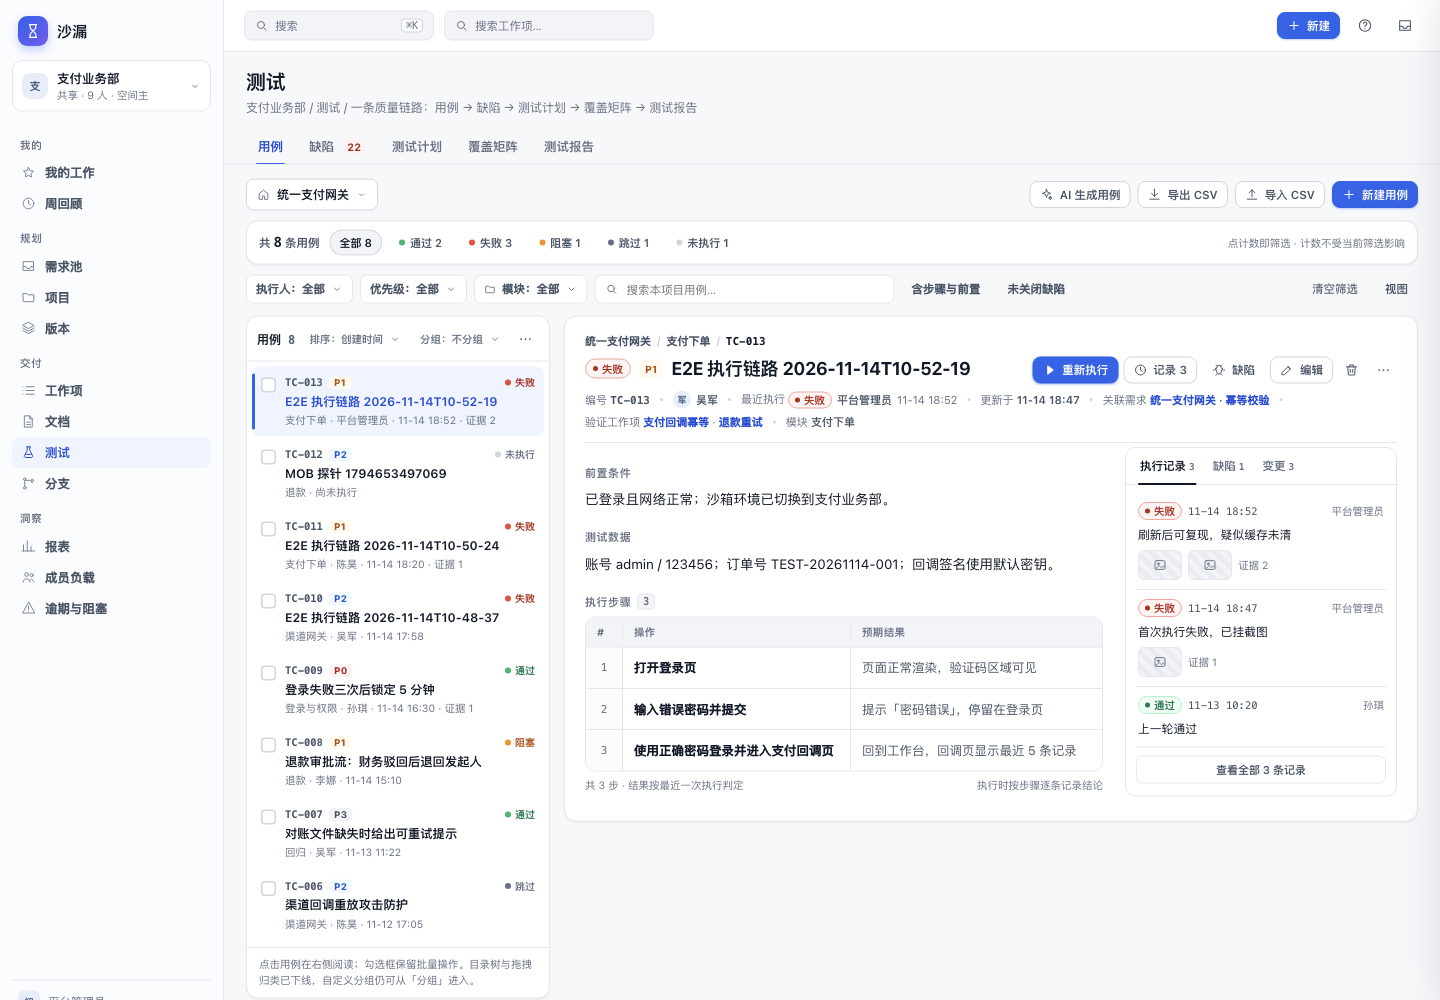 沙漏
支
支付业务部
共享 · 9 人 · 空间主
我的
我的工作
周回顾
规划
需求池
项目
版本
交付
工作项
文档
测试
分支
洞察
报表
成员负载
逾期与阻塞
平台管理员
搜索 ⌘K
搜索工作项...
新建
测试
支付业务部 / 测试 / 一条质量链路：用例 → 缺陷 → 测试计划 → 覆盖矩阵 → 测试报告
用例 缺陷 22 测试计划 覆盖矩阵 测试报告
统一支付网关
AI 生成用例 导出 CSV 导入 CSV 新建用例
共 8 条用例 全部 8 通过 2 失败 3 阻塞 1 跳过 1 未执行 1
点计数即筛选 · 计数不受当前筛选影响
执行人：全部 优先级：全部 模块：全部 搜索本项目用例... 含步骤与前置 未关闭缺陷 清空筛选 视图
用例 8 排序：创建时间 分组：不分组 ···
TC-013 P1 失败
E2E 执行链路 2026-11-14T10-52-19
支付下单 · 平台管理员 · 11-14 18:52 · 证据 2
TC-012 P2 未执行
MOB 探针 1794653497069
退款 · 尚未执行
TC-011 P1 失败
E2E 执行链路 2026-11-14T10-50-24
支付下单 · 陈昊 · 11-14 18:20 · 证据 1
TC-010 P2 失败
E2E 执行链路 2026-11-14T10-48-37
渠道网关 · 吴军 · 11-14 17:58
TC-009 P0 通过
登录失败三次后锁定 5 分钟
登录与权限 · 孙琪 · 11-14 16:30 · 证据 1
TC-008 P1 阻塞
退款审批流：财务驳回后退回发起人
退款 · 李娜 · 11-14 15:10
TC-007 P3 通过
对账文件缺失时给出可重试提示
回归 · 吴军 · 11-13 11:22
TC-006 P2 跳过
渠道回调重放攻击防护
渠道网关 · 陈昊 · 11-12 17:05
点击用例在右侧阅读；勾选框保留批量操作。目录树与拖拽
归类已下线，自定义分组仍可从「分组」进入。
统一支付网关 / 支付下单 / TC-013
失败 P1 E2E 执行链路 2026-11-14T10-52-19
重新执行 记录 3 缺陷 编辑 ···
编号 TC-013 • 军 吴军 • 最近执行 失败 平台管理员 11-14 18:52 • 更新于 11-14 18:47 • 关联需求 统一支付网关 · 幂等校验 •
验证工作项 支付回调幂等 · 退款重试 • 模块 支付下单
前置条件
已登录且网络正常；沙箱环境已切换到支付业务部。
测试数据
账号 admin / 123456；订单号 TEST-20261114-001；回调签名使用默认密钥。
执行步骤 3
# 操作 预期结果
1 打开登录页 页面正常渲染，验证码区域可见
2 输入错误密码并提交 提示「密码错误」，停留在登录页
3 使用正确密码登录并进入支付回调页 回到工作台，回调页显示最近 5 条记录
共 3 步 · 结果按最近一次执行判定 执行时按步骤逐条记录结论
执行记录 3 缺陷 1 变更 3
失败 11-14 18:52 平台管理员
刷新后可复现，疑似缓存未清
证据 2
失败 11-14 18:47 平台管理员
首次执行失败，已挂截图
证据 1
通过 11-13 10:20 孙琪
上一轮通过
查看全部 3 条记录